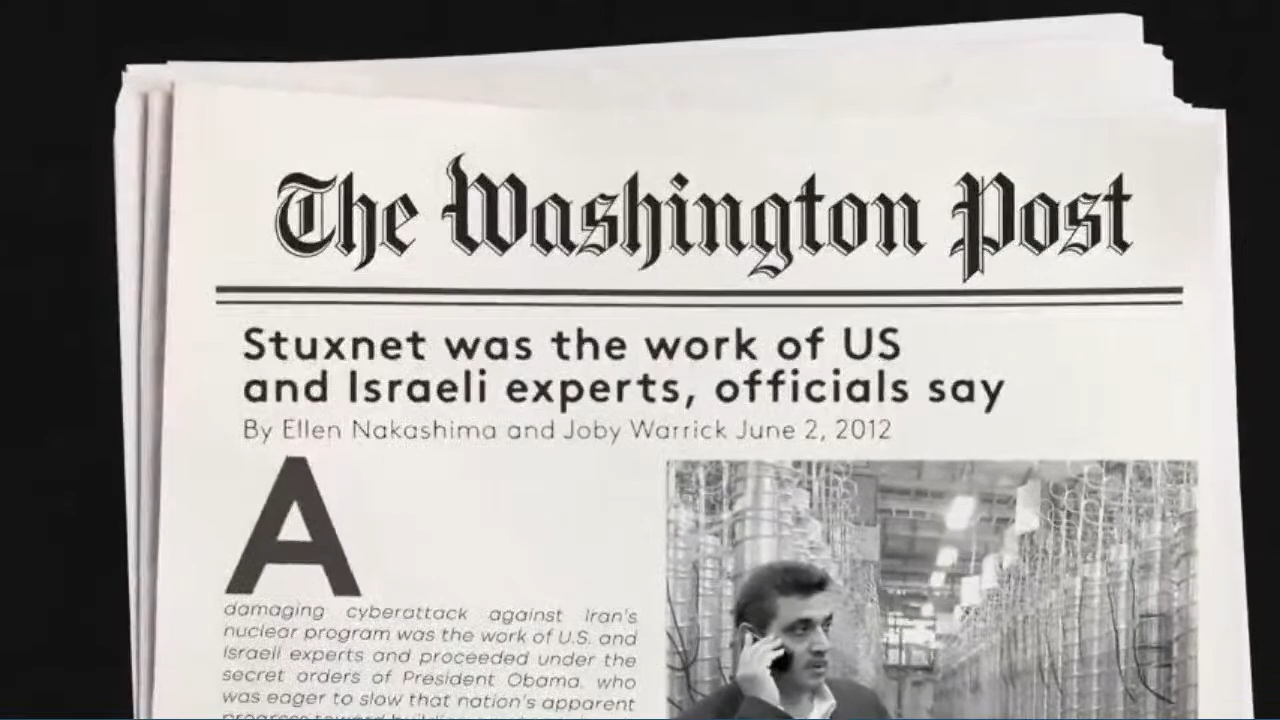 The Washington Post
Stuxnet was the work of US
and Israeli experts, officials say
By Ellen Nakashima and Joby Warrick June 2, 2012
A
damaging cyberattack against Iran's
nuclear program was the work of U.S. and
Israeli experts and proceeded under the
secret orders of President Obama, who
was eager to slow that nation's apparent
progress toward